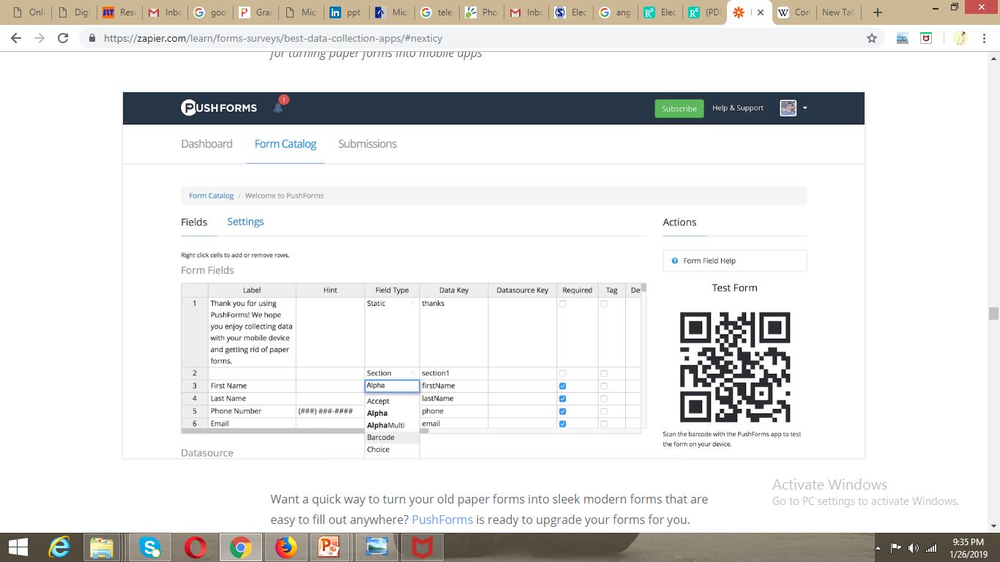 Onli
Digi
SLT
Rese
Inbo
goo
Grac
Micr
in
ppt
Mic
tele
Pho
Inbo
Elec
ang
Elec
(PD
W
Con
New Tab
https://zapier.com/learn/forms-surveys/best-data-collection-apps/#nexticy
for turning paper forms into mobile apps
PUSHFORMS
1
Subscribe
Help & Support
Dashboard
Form Catalog
Submissions
Form Catalog / Welcome to PushForms
Fields
Settings
Actions
Right click cells to add or remove rows.
Form Fields
Form Field Help
Test Form
Label Hint Field Type Data Key Datasource Key Required Tag De
1 Thank you for using Static thanks
PushForms! We hope
you enjoy collecting data
with your mobile device
and getting rid of paper
forms.
2 Section section1
3 First Name Alpha firstName
4 Last Name lastName
5 Phone Number (###) ###-#### phone
6 Email email
Accept
Alpha
AlphaMulti
Barcode
Choice
Scan the barcode with the PushForms app to test
the form on your device.
Datasource
Want a quick way to turn your old paper forms into sleek modern forms that are
easy to fill out anywhere? PushForms is ready to upgrade your forms for you.
Activate Windows
Go to PC settings to activate Windows.
9:35 PM
1/26/2019